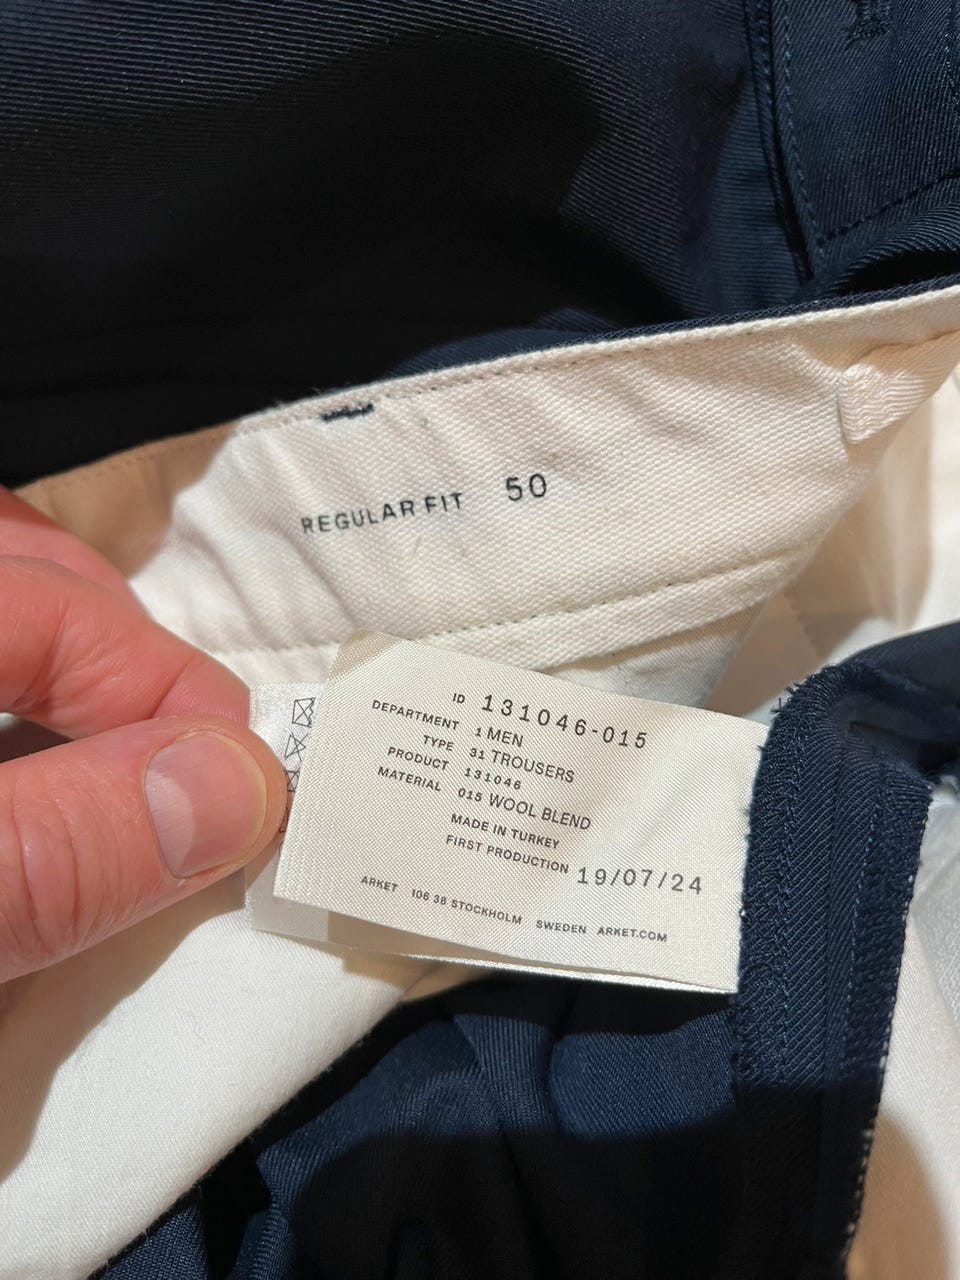 REGULAR FIT 50
ID 131046-015
DEPARTMENT 1 MEN
TYPE 31 TROUSERS
PRODUCT 131046
MATERIAL 015 WOOL BLEND
MADE IN TURKEY
FIRST PRODUCTION 19/07/24
ARKET 106 38 STOCKHOLM SWEDEN ARKET.COM